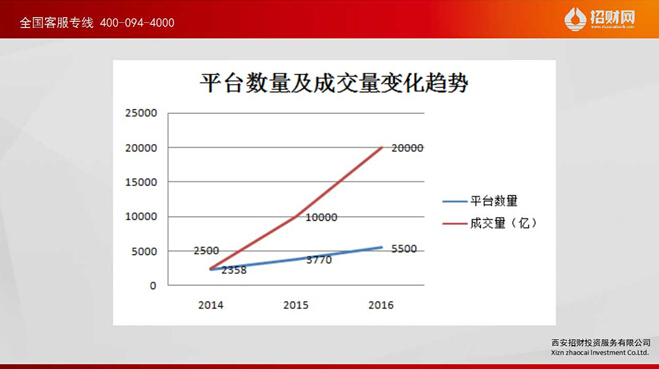 全国客服专线 400-094-4000
招财网
平台数量及成交量变化趋势
25000
20000
15000
10000
5000
0
20000
10000
5500
3770
2500
2358
平台数量
成交量（亿）
2014 2015 2016
西安招财投资服务有限公司
Xizn zhaocai Investment Co.Ltd.